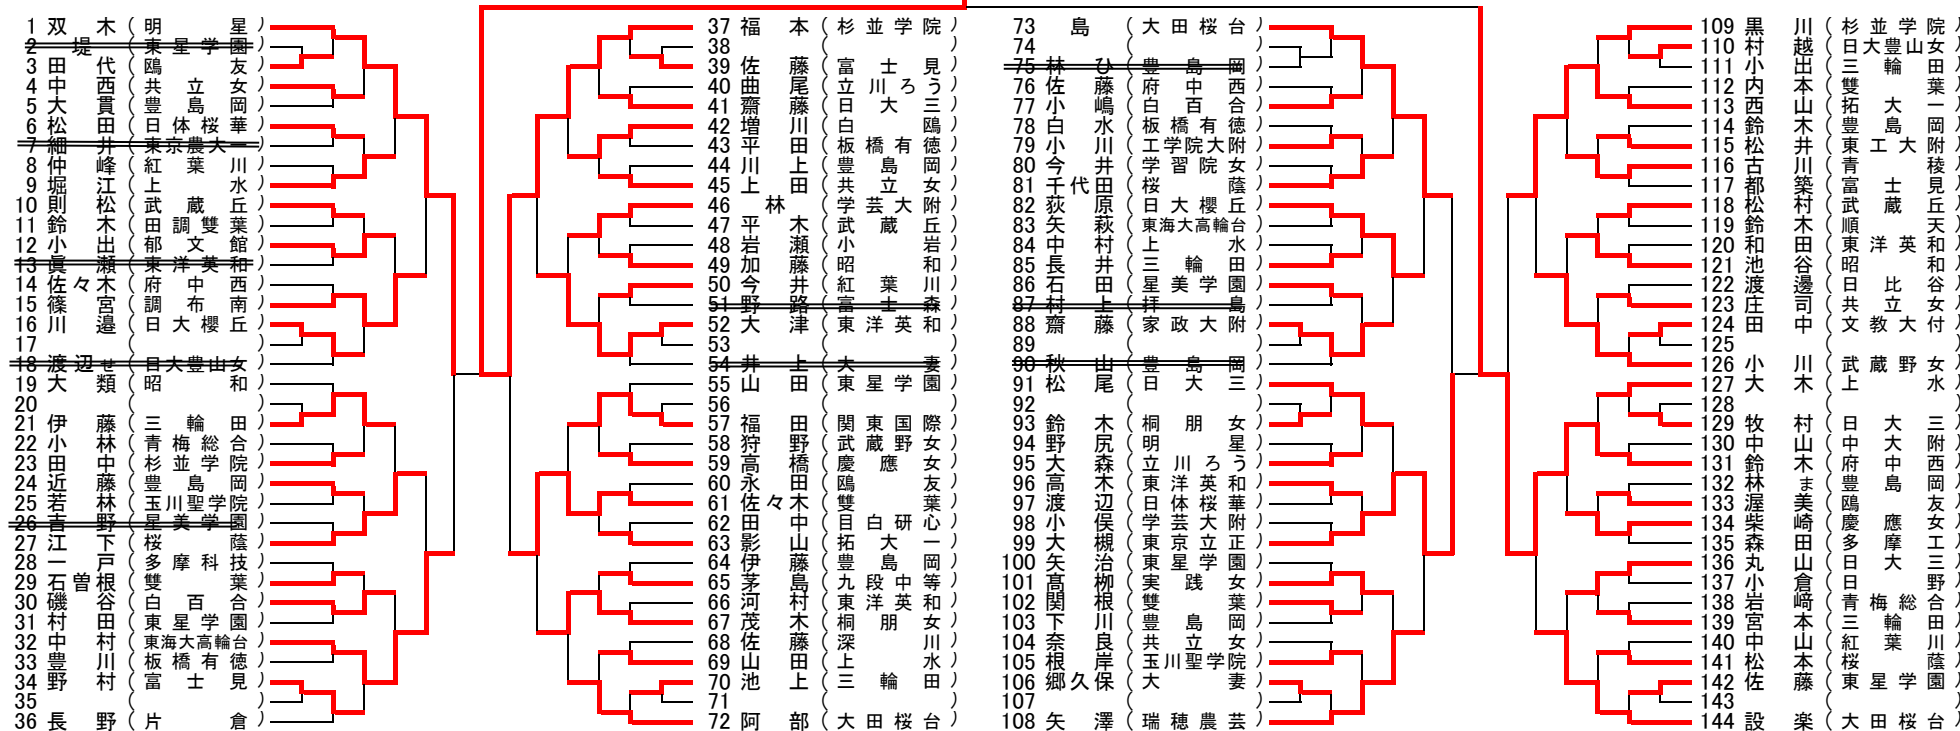 1 双木(明星)
2 堤(東星学園)
3 田代(鴎友)
4 中西(共立女)
5 大貫(豊島岡)
6 松田(日体桜華)
7 細井(東京農大一)
8 仲峰(紅葉川)
9 堀江(上水)
10 則松(武蔵丘)
11 鈴木(田調雙葉)
12 小出(郁文館)
13 眞瀬(東洋英和)
14 佐々木(府中西)
15 篠宮(調布南)
16 川邉(日大櫻丘)
17 ( )
18 渡辺せ(日大豊山女)
19 大類(昭和)
20 ( )
21 伊藤(三輪田)
22 小林(青梅総合)
23 田中(杉並学院)
24 近藤(豊島岡)
25 若林(玉川聖学院)
26 吉野(星美学園)
27 江下(桜蔭)
28 一戸(多摩科技)
29 石曽根(雙葉)
30 磯谷(白百合)
31 村田(東星学園)
32 中村(東海大高輪台)
33 豊川(板橋有徳)
34 野村(富士見)
35 ( )
36 長野(片倉)
37 福本(杉並学院)
38 ( )
39 佐藤(富士見)
40 曲尾(立川ろう)
41 齋藤(日大三)
42 増川(白鴎)
43 平田(板橋有徳)
44 川上(豊島岡)
45 上田(共立女)
46 林(学芸大附)
47 平木(武蔵丘)
48 岩瀬(小岩)
49 加藤(昭和)
50 今井(紅葉川)
51 野路(富士森)
52 大津(東洋英和)
53 ( )
54 井上(大妻)
55 山田(東星学園)
56 ( )
57 福田(関東国際)
58 狩野(武蔵野女)
59 高橋(慶應女)
60 永田(鴎友)
61 佐々木(雙葉)
62 田中(目白研心)
63 影山(拓大一)
64 伊藤(豊島岡)
65 茅島(九段中等)
66 河村(東洋英和)
67 茂木(桐朋女)
68 佐藤(深川)
69 山田(上水)
70 池上(三輪田)
71 ( )
72 阿部(大田桜台)
73 島(大田桜台)
74 ( )
75 林ひ(豊島岡)
76 佐藤(府中西)
77 小嶋(白百合)
78 白水(板橋有徳)
79 小川(工学院大附)
80 今井(学習院女)
81 千代田(桜蔭)
82 荻原(日大櫻丘)
83 矢萩(東海大高輪台)
84 中村(上水)
85 長井(三輪田)
86 石田(星美学園)
87 村上(拝島)
88 齋藤(家政大附)
89 ( )
90 秋山(豊島岡)
91 松尾(日大三)
92 ( )
93 鈴木(桐朋女)
94 野尻(明星)
95 大森(立川ろう)
96 高木(東洋英和)
97 渡辺(日体桜華)
98 小俣(学芸大附)
99 大槻(東京立正)
100 矢治(東星学園)
101 髙栁(実践女)
102 関根(雙葉)
103 下川(豊島岡)
104 奈良(共立女)
105 根岸(玉川聖学院)
106 郷久保(大妻)
107 ( )
108 矢澤(瑞穂農芸)
109 黒川(杉並学院)
110 村越(日大豊山女)
111 小出(三輪田)
112 内本(雙葉)
113 西山(拓大一)
114 鈴木(豊島岡)
115 松井(東工大附)
116 古川(青稜)
117 都築(富士見)
118 松村(武蔵丘)
119 鈴木(順天)
120 和田(東洋英和)
121 池谷(昭和)
122 渡邊(日比谷)
123 庄司(共立女)
124 田中(文教大付)
125 ( )
126 小川(武蔵野女)
127 大木(上水)
128 ( )
129 牧村(日大三)
130 中山(中大附)
131 鈴木(府中西)
132 林ま(豊島岡)
133 渥美(鴎友)
134 柴崎(慶應女)
135 森田(多摩工)
136 丸山(日大三)
137 小倉(日野)
138 岩﨑(青梅総合)
139 宮本(三輪田)
140 中山(紅葉川)
141 松本(桜蔭)
142 佐藤(東星学園)
143 ( )
144 設楽(大田桜台)